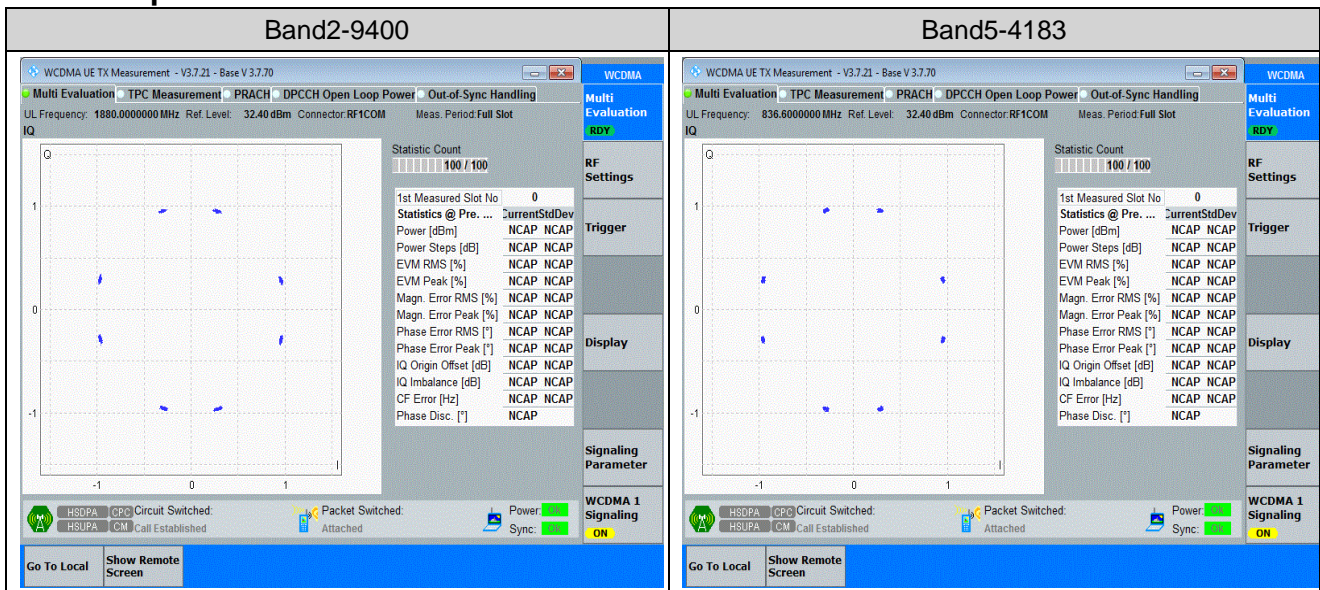 Band2-9400
WCDMA UE TX Measurement - V3.7.21 - Base V 3.7.70
WCDMA
Multi Evaluation TPC Measurement PRACH DPCCH Open Loop Power Out-of-Sync Handling
UL Frequency: 1880.0000000 MHz Ref. Level: 32.40 dBm Connector:RF1COM Meas. Period:Full Slot
IQ
Multi
Evaluation
RDY
RF
Settings
Trigger
Display
Signaling
Parameter
WCDMA 1
Signaling
ON
Q
1
0
-1
-1 0 1
I
Statistic Count
100 / 100
1st Measured Slot No 0
Statistics @ Pre. ... CurrentStdDev
Power [dBm] NCAP NCAP
Power Steps [dB] NCAP NCAP
EVM RMS [%] NCAP NCAP
EVM Peak [%] NCAP NCAP
Magn. Error RMS [%] NCAP NCAP
Magn. Error Peak [%] NCAP NCAP
Phase Error RMS [°] NCAP NCAP
Phase Error Peak [°] NCAP NCAP
IQ Origin Offset [dB] NCAP NCAP
IQ Imbalance [dB] NCAP NCAP
CF Error [Hz] NCAP NCAP
Phase Disc. [°] NCAP
HSDPA CPC Circuit Switched: Packet Switched: Power: OK
HSUPA CM Call Established Attached Sync: OK
Go To Local
Show Remote
Screen
Band5-4183
WCDMA UE TX Measurement - V3.7.21 - Base V 3.7.70
WCDMA
Multi Evaluation TPC Measurement PRACH DPCCH Open Loop Power Out-of-Sync Handling
UL Frequency: 836.6000000 MHz Ref. Level: 32.40 dBm Connector:RF1COM Meas. Period:Full Slot
IQ
Multi
Evaluation
RDY
RF
Settings
Trigger
Display
Signaling
Parameter
WCDMA 1
Signaling
ON
Q
1
0
-1
-1 0 1
I
Statistic Count
100 / 100
1st Measured Slot No 0
Statistics @ Pre. ... CurrentStdDev
Power [dBm] NCAP NCAP
Power Steps [dB] NCAP NCAP
EVM RMS [%] NCAP NCAP
EVM Peak [%] NCAP NCAP
Magn. Error RMS [%] NCAP NCAP
Magn. Error Peak [%] NCAP NCAP
Phase Error RMS [°] NCAP NCAP
Phase Error Peak [°] NCAP NCAP
IQ Origin Offset [dB] NCAP NCAP
IQ Imbalance [dB] NCAP NCAP
CF Error [Hz] NCAP NCAP
Phase Disc. [°] NCAP
HSDPA CPC Circuit Switched: Packet Switched: Power: OK
HSUPA CM Call Established Attached Sync: OK
Go To Local
Show Remote
Screen